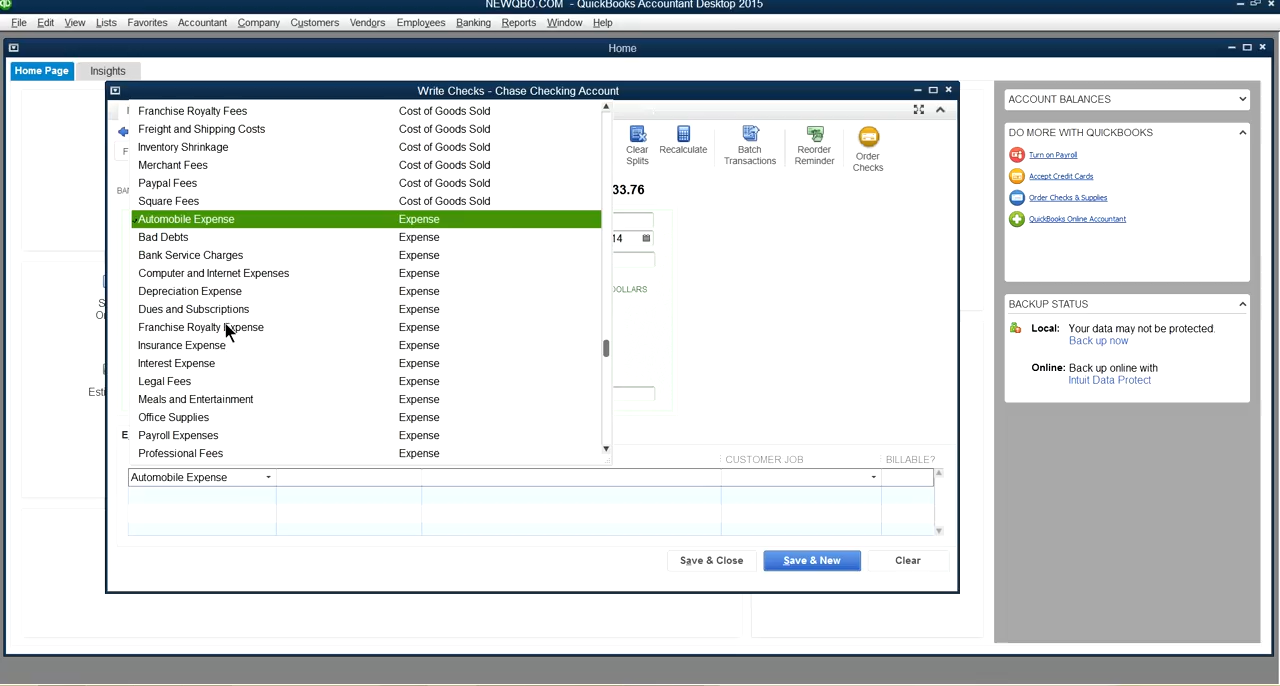 NEWQBO.COM - QuickBooks Accountant Desktop 2015
File Edit View Lists Favorites Accountant Company Customers Vendors Employees Banking Reports Window Help
Home
Home Page Insights
Write Checks - Chase Checking Account
Franchise Royalty Fees Cost of Goods Sold
Freight and Shipping Costs Cost of Goods Sold
Inventory Shrinkage Cost of Goods Sold
Merchant Fees Cost of Goods Sold
Paypal Fees Cost of Goods Sold
Square Fees Cost of Goods Sold
Automobile Expense Expense
Bad Debts Expense
Bank Service Charges Expense
Computer and Internet Expenses Expense
Depreciation Expense Expense
Dues and Subscriptions Expense
Franchise Royalty Expense Expense
Insurance Expense Expense
Interest Expense Expense
Legal Fees Expense
Meals and Entertainment Expense
Office Supplies Expense
Payroll Expenses Expense
Professional Fees Expense
Clear Splits
Recalculate
Batch Transactions
Reorder Reminder
Order Checks
33.76
14
CUSTOMER:JOB BILLABLE?
Automobile Expense
Save & Close Save & New Clear
ACCOUNT BALANCES
DO MORE WITH QUICKBOOKS
Turn on Payroll
Accept Credit Cards
Order Checks & Supplies
QuickBooks Online Accountant
BACKUP STATUS
Local: Your data may not be protected.
Back up now
Online: Back up online with
Intuit Data Protect